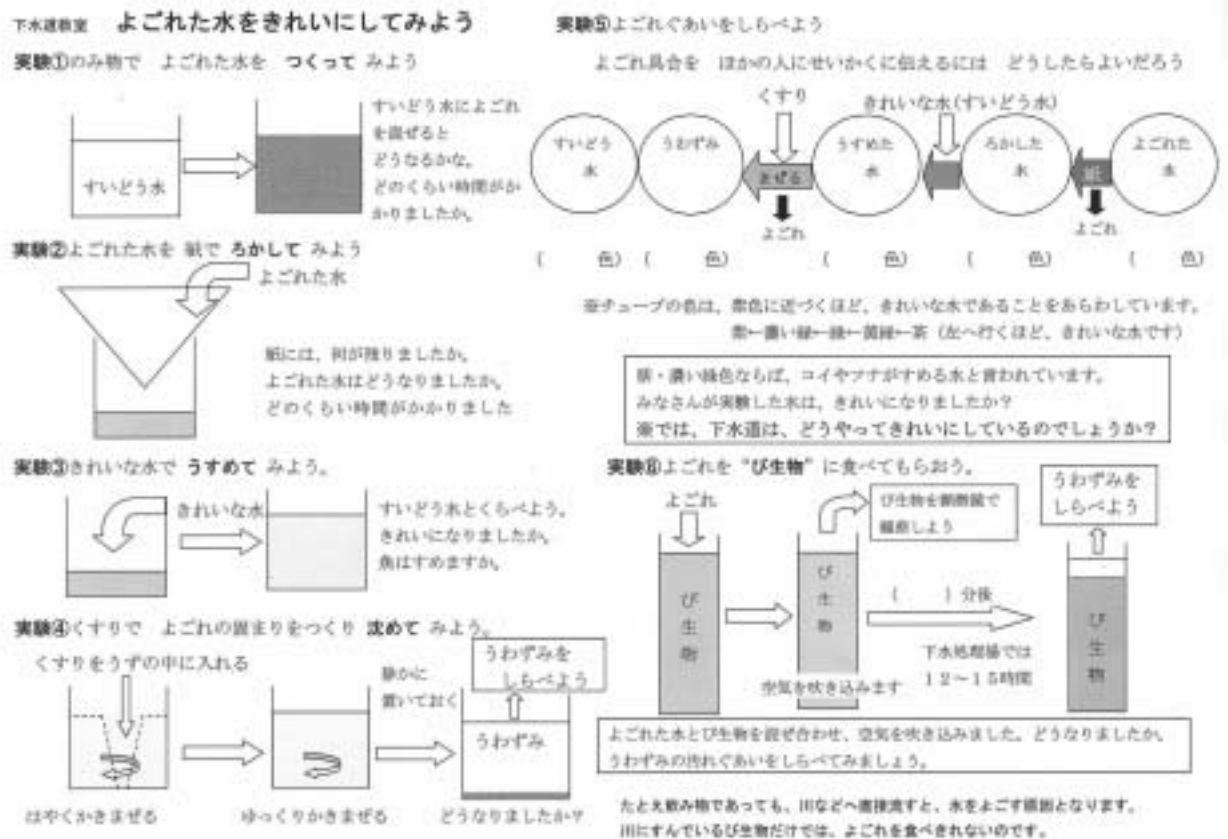 下水道教室 よごれた水をきれいにしてみよう
実験①のみ物で よごれた水を つくって みよう
すいどう水
すいどう水によごれ
を混ぜると
どうなるかな。
どのくらい時間がか
かりましたか。
実験②よごれた水を 紙で ろかして みよう
よごれた水
紙には、何が残りましたか。
よごれた水はどうなりましたか。
どのくらい時間がかかりました
実験③きれいな水で うすめて みよう。
きれいな水
すいどう水とくらべよう。
きれいになりましたか。
魚はすめますか。
実験④くすりで よごれの固まりをつくり 沈めて みよう。
くすりをうずの中に入れる
静かに
置いておく
うわずみを
しらべよう
うわずみ
はやくかきまぜる
ゆっくりかきまぜる
どうなりましたか?
実験⑤よごれぐあいをしらべよう
よごれ具合を ほかの人にせいかくに伝えるには どうしたらよいだろう
くすり
きれいな水(すいどう水)
すいどう
水
うわずみ
まぜる
うすめた
水
ろかした
水
紙
よごれた
水
よごれ
よごれ
( 色) ( 色) ( 色) ( 色) ( 色)
※チューブの色は、紫色に近づくほど、きれいな水であることをあらわしています。
紫←濃い緑←緑←黄緑←茶 (左へ行くほど、きれいな水です)
・濃い緑色ならば、コイやフナがすめる水と言われています。
みなさんが実験した水は、きれいになりましたか?
※では、下水道は、どうやってきれいにしているのでしょうか?
実験⑥よごれを "び生物" に食べてもらおう。
よごれ
び生物
び生物
空気を吹き込みます
び生物を顕微鏡で
観察しよう
( )分後
下水処理場では
12~15時間
うわずみを
しらべよう
び生物
よごれた水とび生物を混ぜ合わせ、空気を吹き込みました。どうなりましたか。
うわずみの汚れぐあいをしらべてみましょう。
たとえ飲み物であっても、川などへ直接流すと、水をよごす原因となります。
川にすんでいるび生物だけでは、よごれを食べきれないのです。